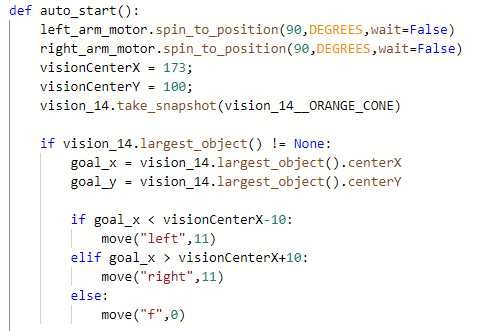 def auto_start():
    left_arm_motor.spin_to_position(90,DEGREES,wait=False)
    right_arm_motor.spin_to_position(90,DEGREES,wait=False)
    visionCenterX = 173;
    visionCenterY = 100;
    vision_14.take_snapshot(vision_14__ORANGE_CONE)

    if vision_14.largest_object() != None:
        goal_x = vision_14.largest_object().centerX
        goal_y = vision_14.largest_object().centerY

        if goal_x < visionCenterX-10:
            move("left",11)
        elif goal_x > visionCenterX+10:
            move("right",11)
        else:
            move("f",0)